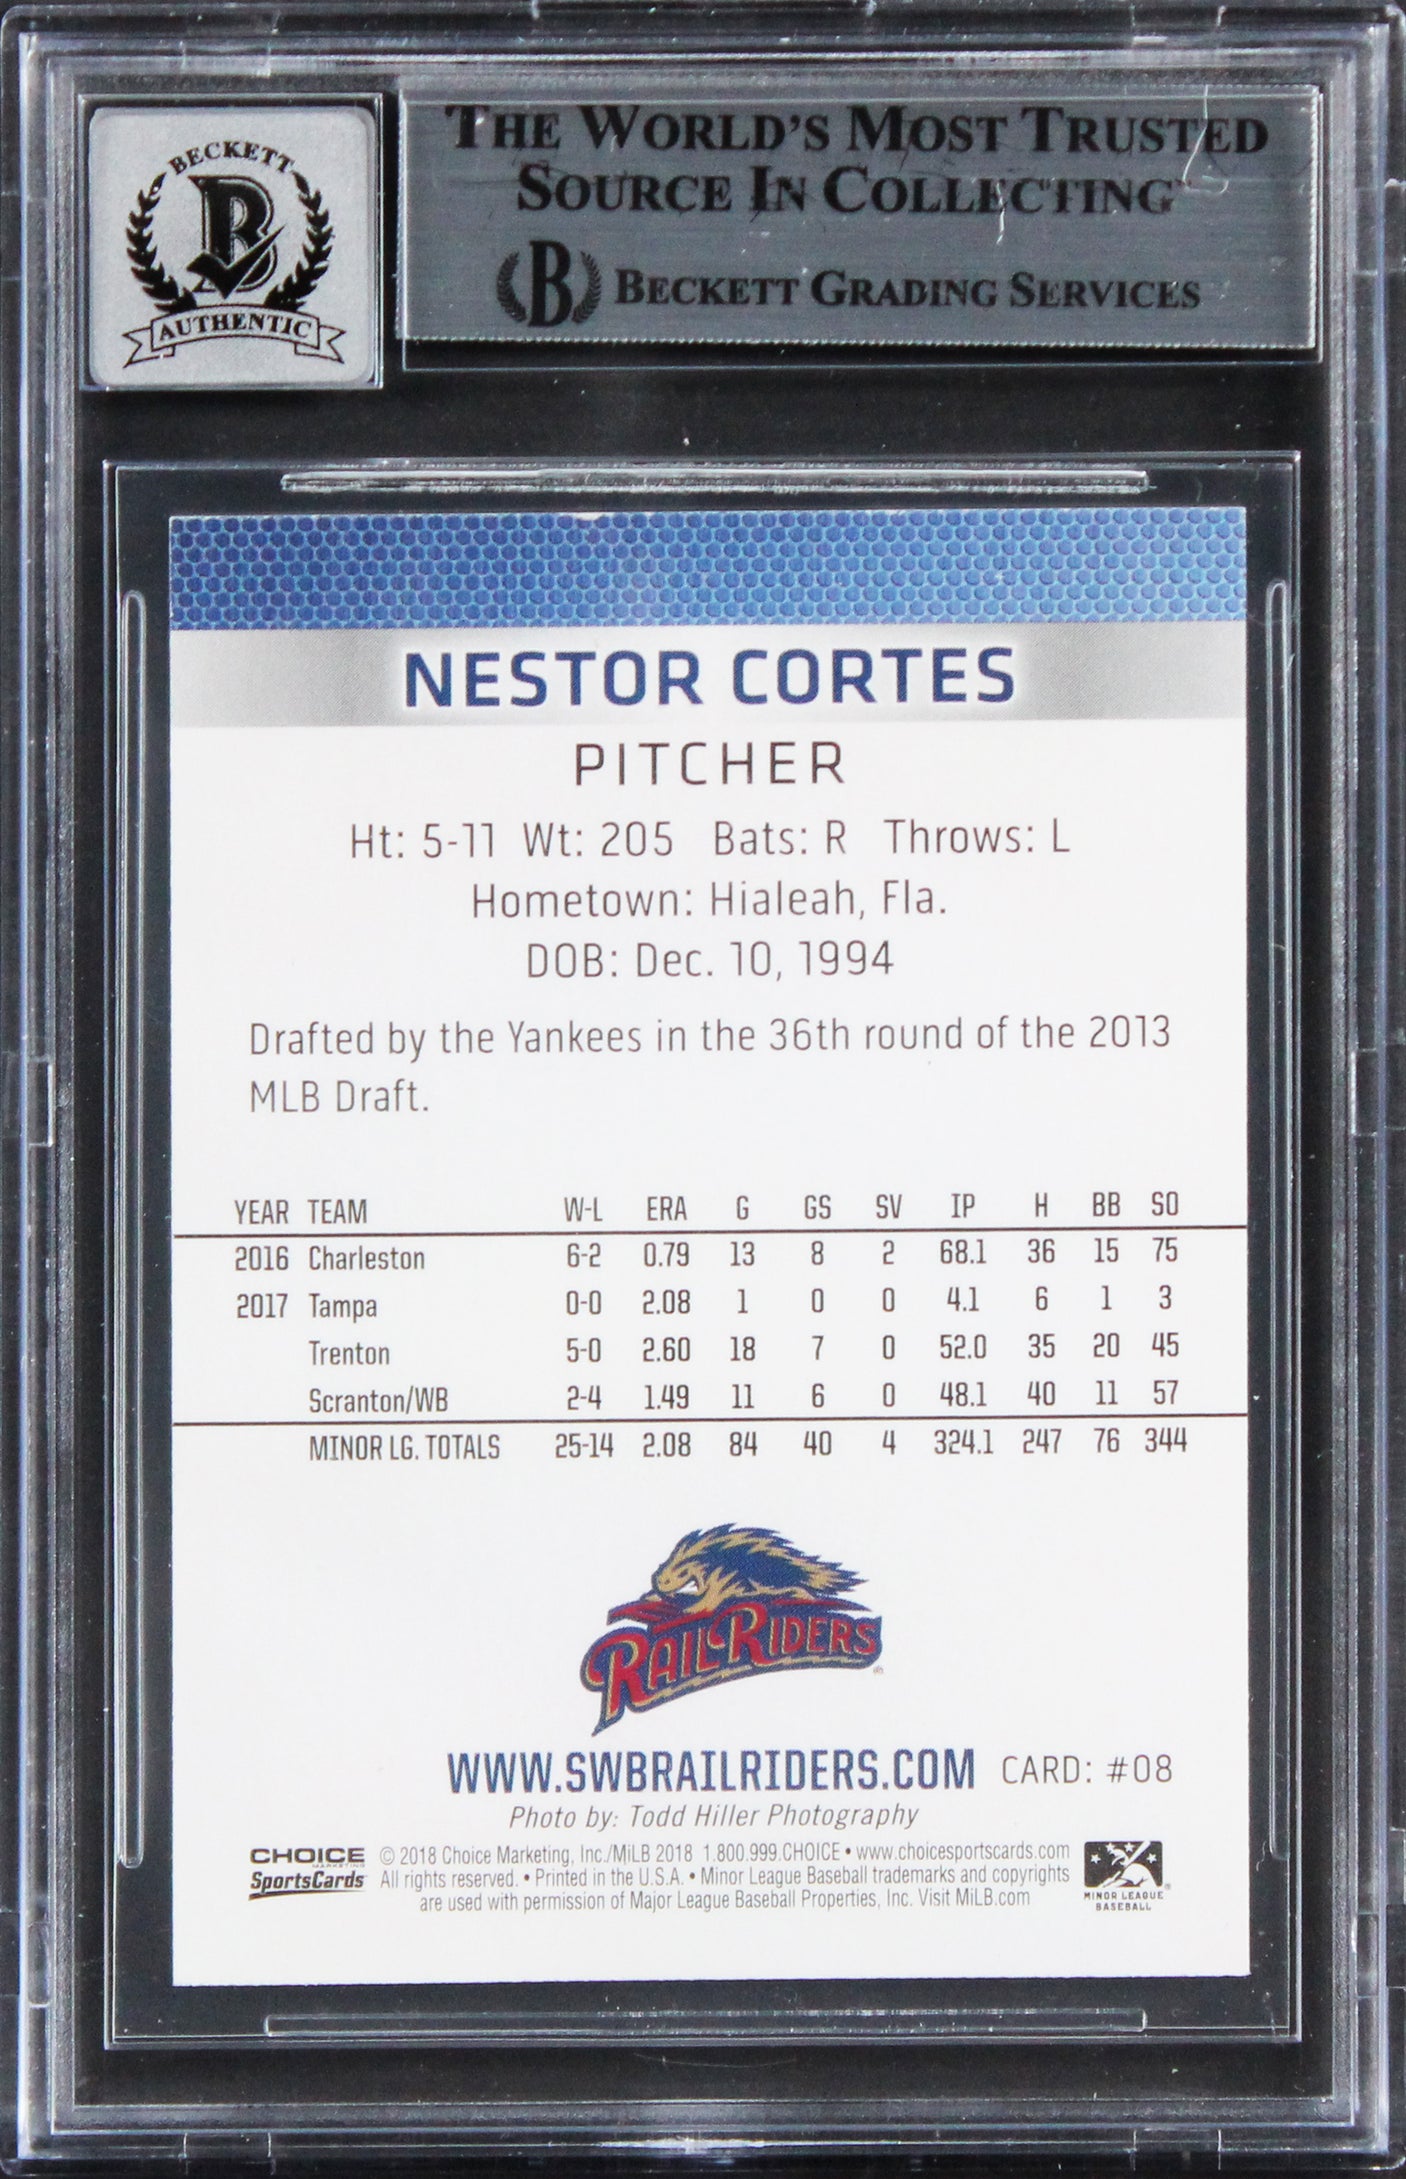 BECKETT
B
AUTHENTIC
THE WORLD'S MOST TRUSTED
SOURCE IN COLLECTING™
B BECKETT GRADING SERVICES
NESTOR CORTES
PITCHER
Ht: 5-11 Wt: 205 Bats: R Throws: L
Hometown: Hialeah, Fla.
DOB: Dec. 10, 1994
Drafted by the Yankees in the 36th round of the 2013
MLB Draft.
YEAR TEAM W-L ERA G GS SV IP H BB SO
2016 Charleston 6-2 0.79 13 8 2 68.1 36 15 75
2017 Tampa 0-0 2.08 1 0 0 4.1 6 1 3
Trenton 5-0 2.60 18 7 0 52.0 35 20 45
Scranton/WB 2-4 1.49 11 6 0 48.1 40 11 57
MINOR LG. TOTALS 25-14 2.08 84 40 4 324.1 247 76 344
RAILRIDERS®
WWW.SWBRAILRIDERS.COM CARD: #08
Photo by: Todd Hiller Photography
CHOICE
MARKETING
SportsCards
© 2018 Choice Marketing, Inc./MiLB 2018 1.800.999.CHOICE • www.choicesportscards.com
All rights reserved. • Printed in the U.S.A. • Minor League Baseball trademarks and copyrights
are used with permission of Major League Baseball Properties, Inc. Visit MiLB.com
MINOR LEAGUE
BASEBALL